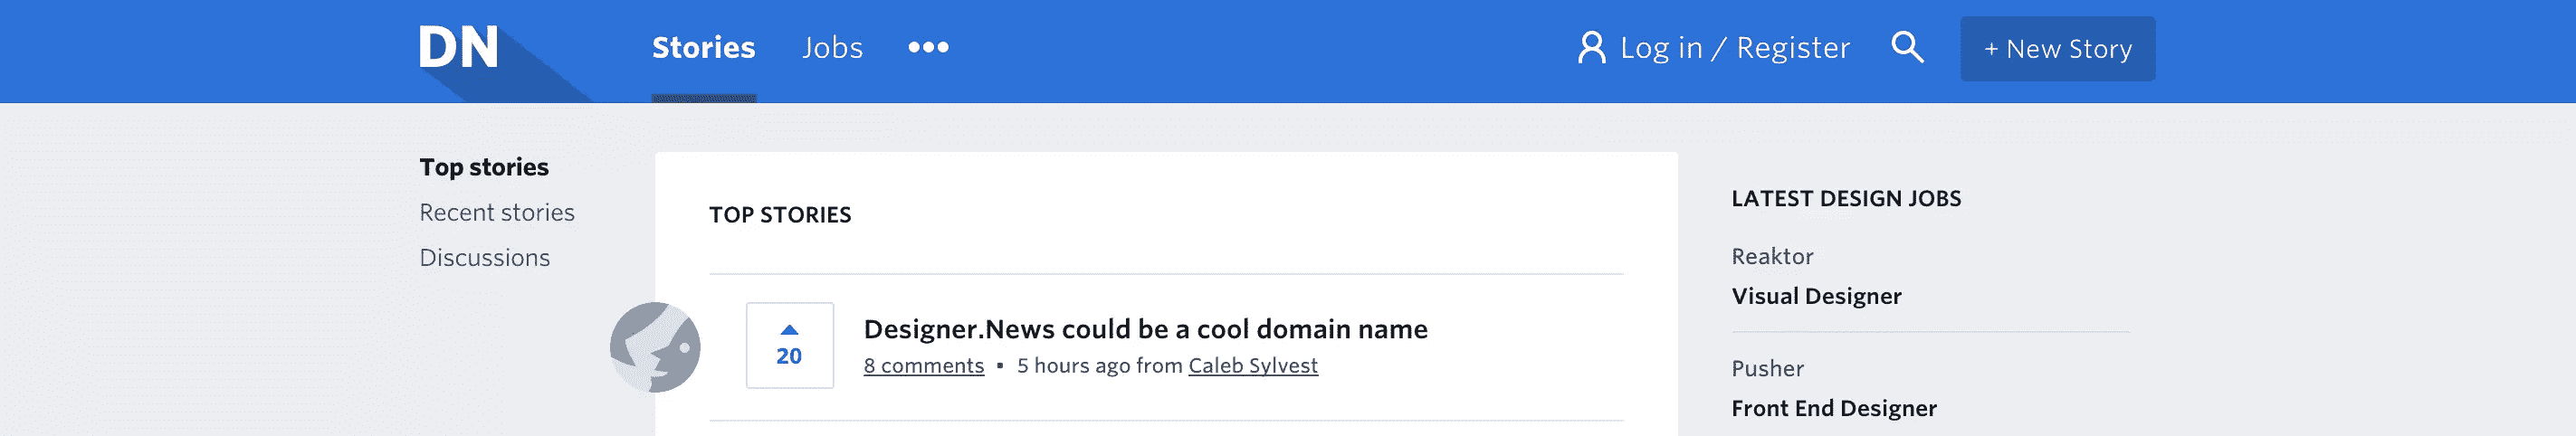 DN
Stories Jobs •••
Log in / Register
+ New Story
Top stories
Recent stories
Discussions
TOP STORIES
20
Designer.News could be a cool domain name
8 comments ▪ 5 hours ago from Caleb Sylvest
LATEST DESIGN JOBS
Reaktor
Visual Designer
Pusher
Front End Designer